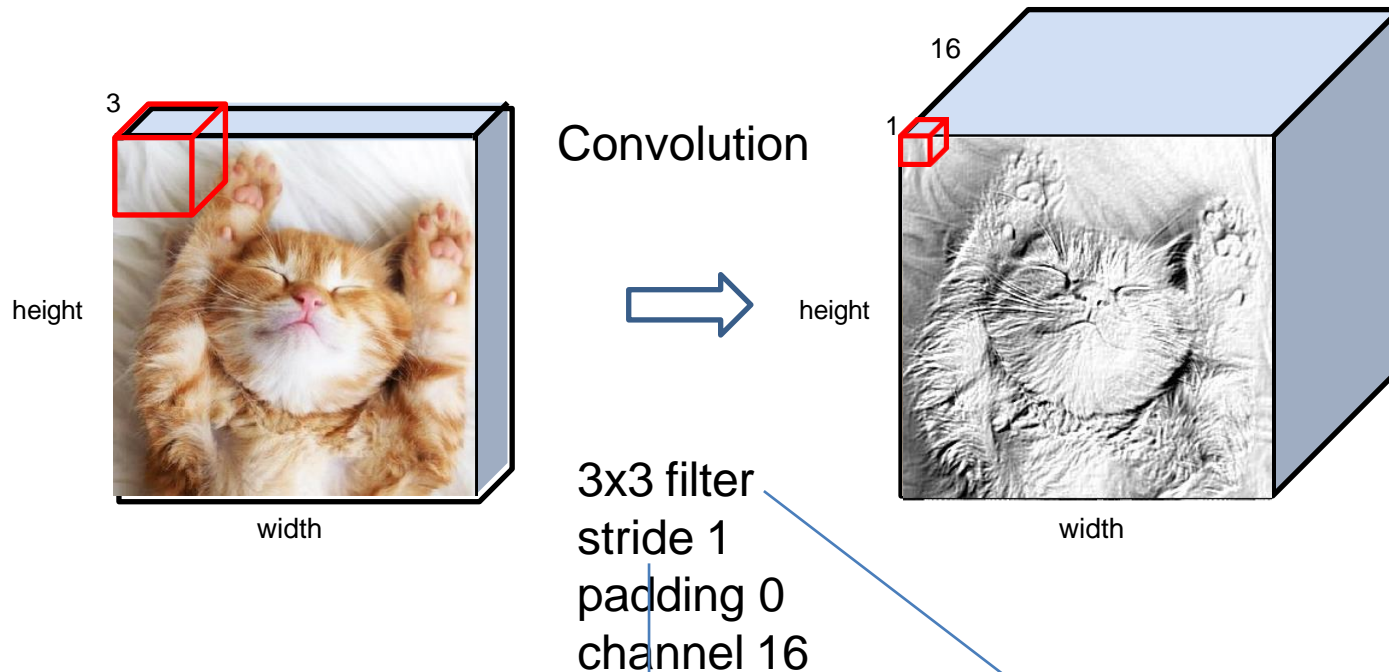 3
16
1
Convolution
height
height
width
width
3x3 filter
stride 1
padding 0
channel 16